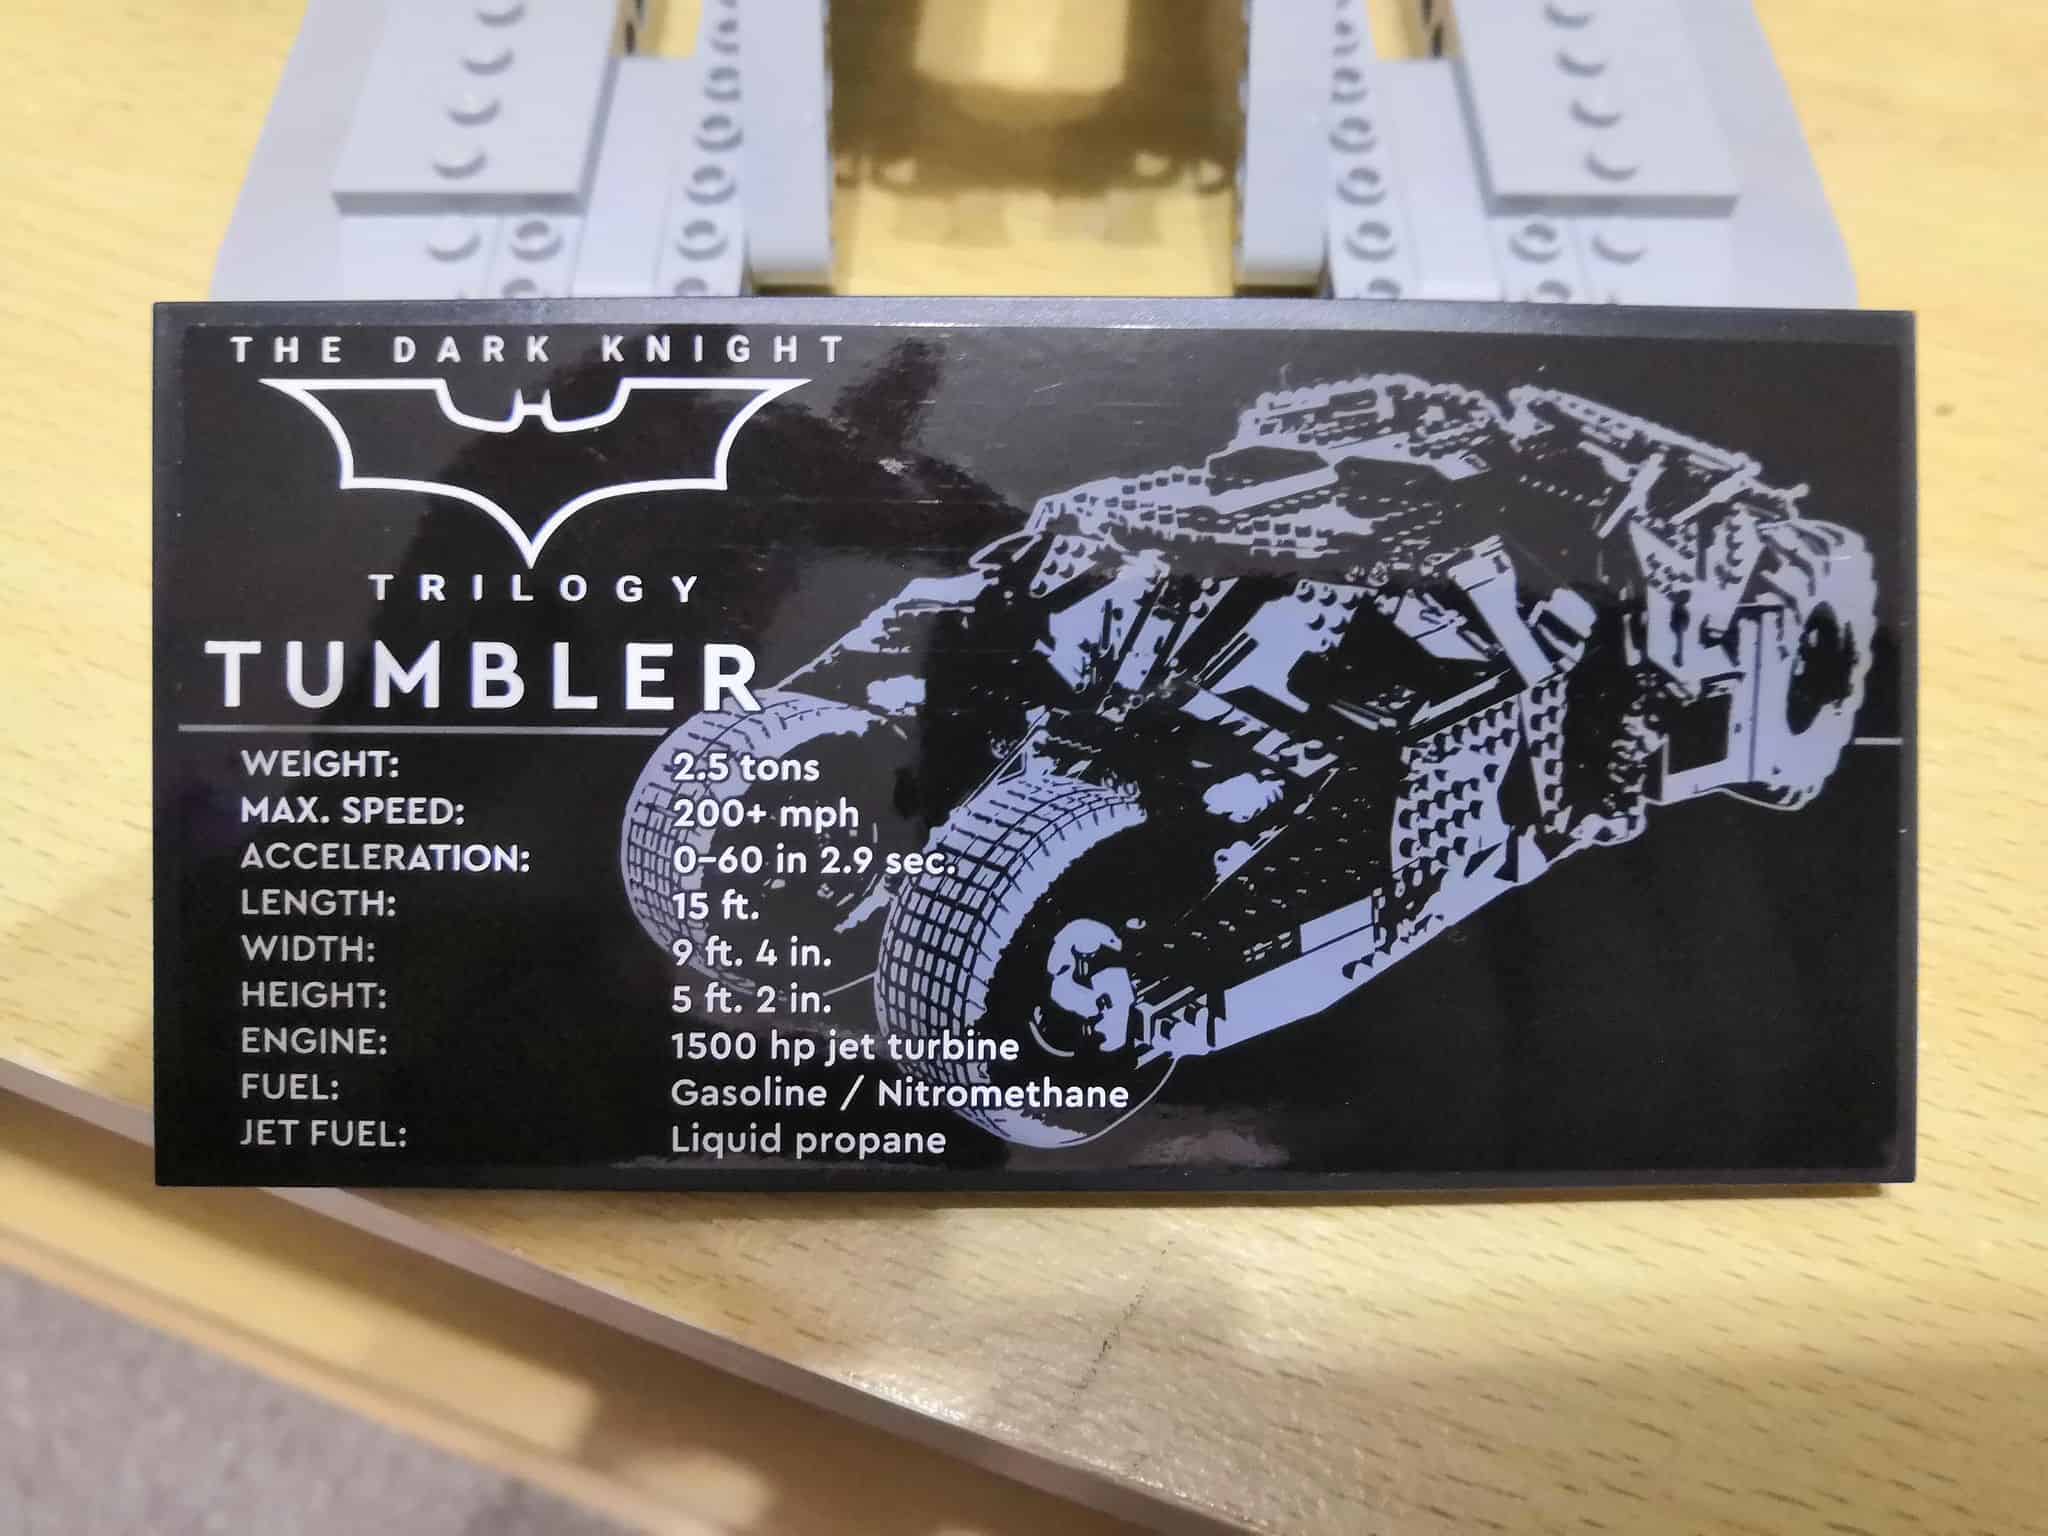 THE DARK KNIGHT
TRILOGY
TUMBLER
WEIGHT: 2.5 tons
MAX. SPEED: 200+ mph
ACCELERATION: 0-60 in 2.9 sec.
LENGTH: 15 ft.
WIDTH: 9 ft. 4 in.
HEIGHT: 5 ft. 2 in.
ENGINE: 1500 hp jet turbine
FUEL: Gasoline / Nitromethane
JET FUEL: Liquid propane